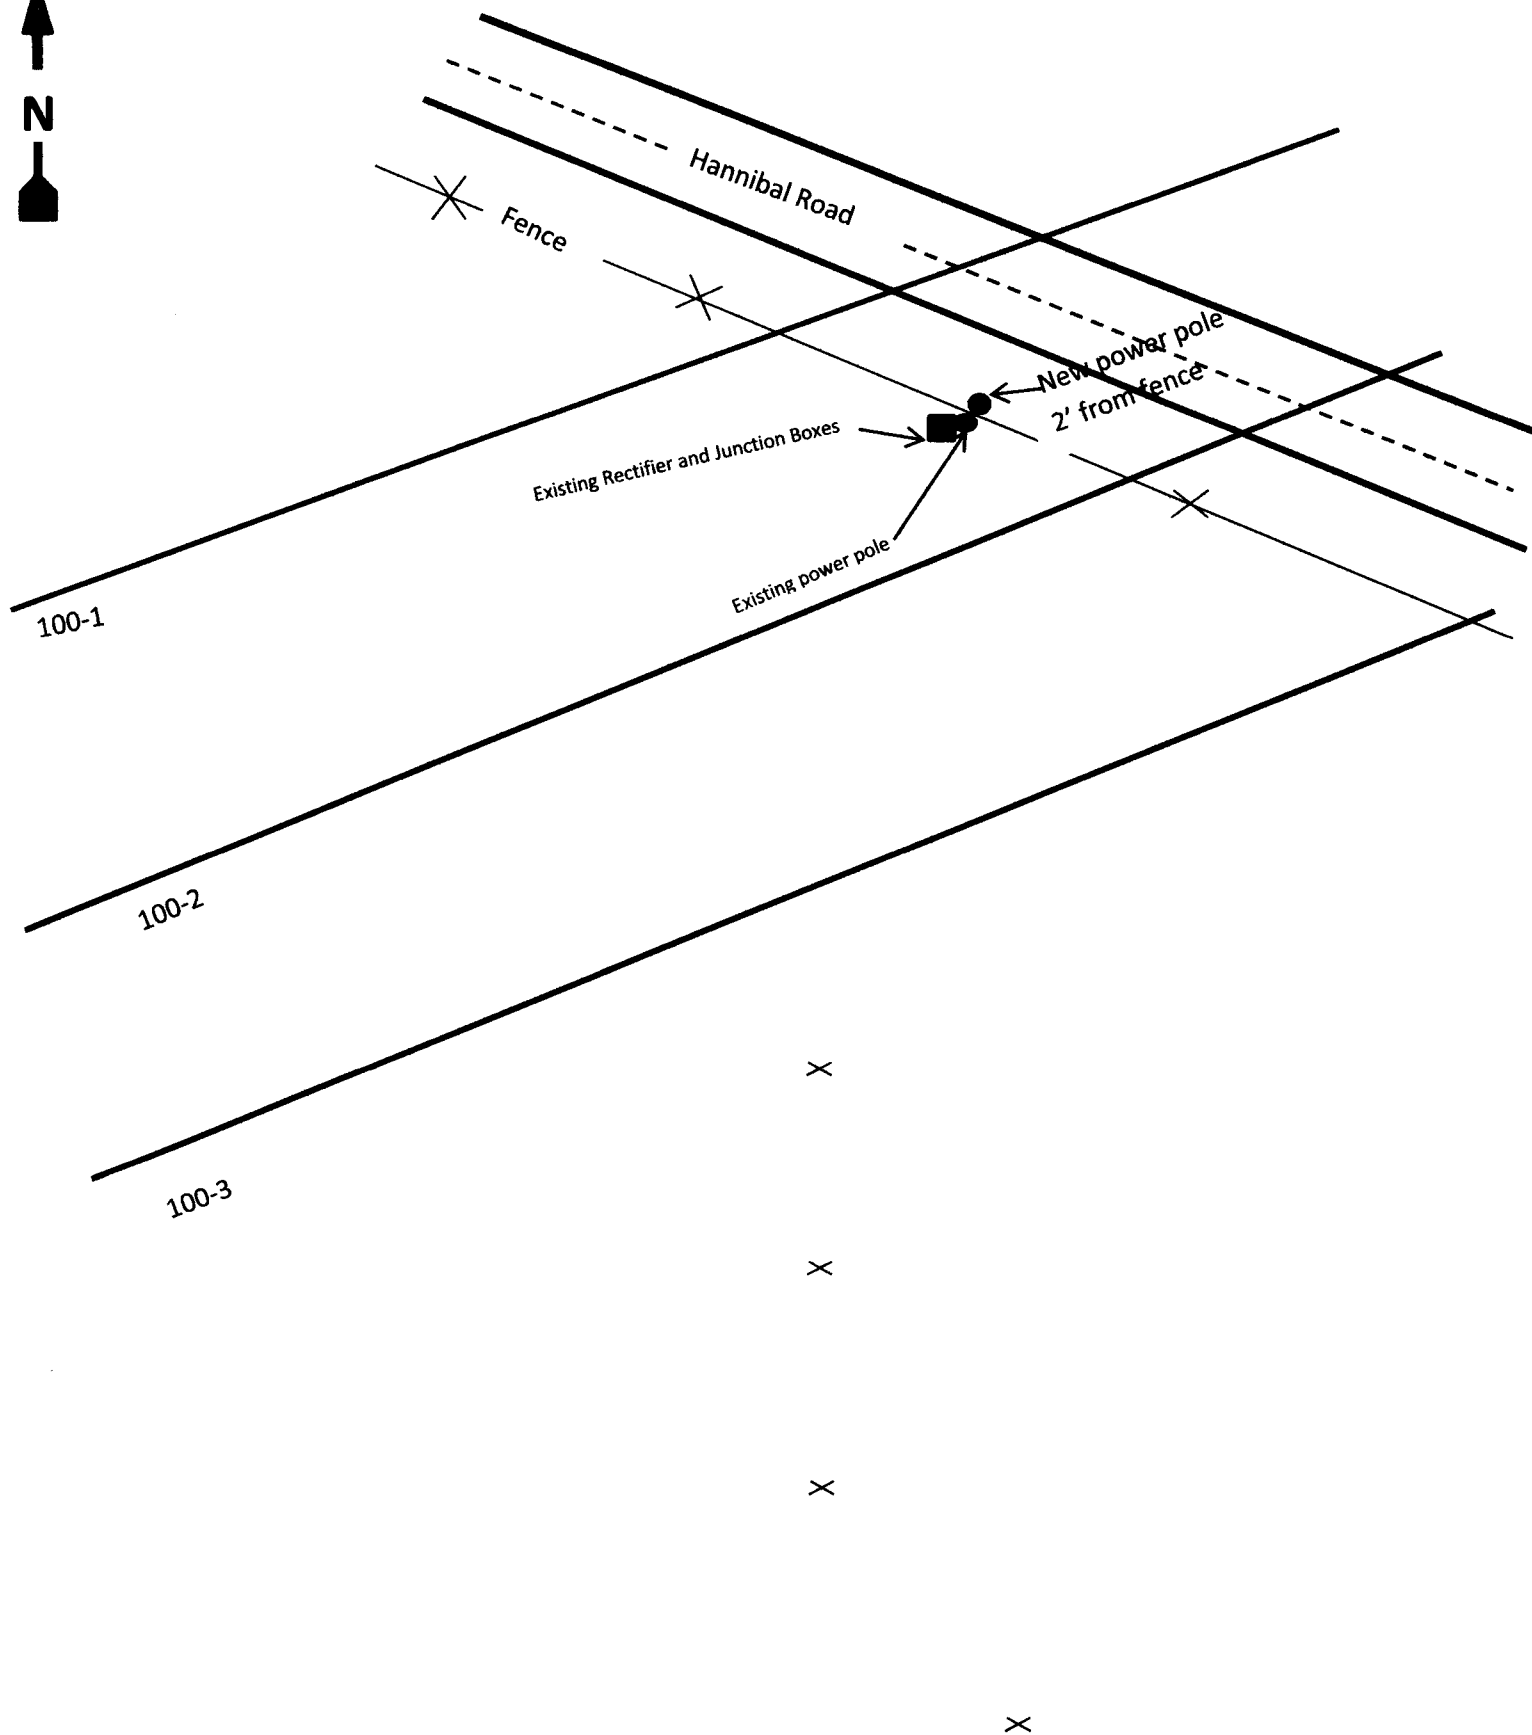 N
Hannibal Road
Fence
New power pole
2' from fence
Existing Rectifier and Junction Boxes
Existing power pole
100-1
100-2
100-3